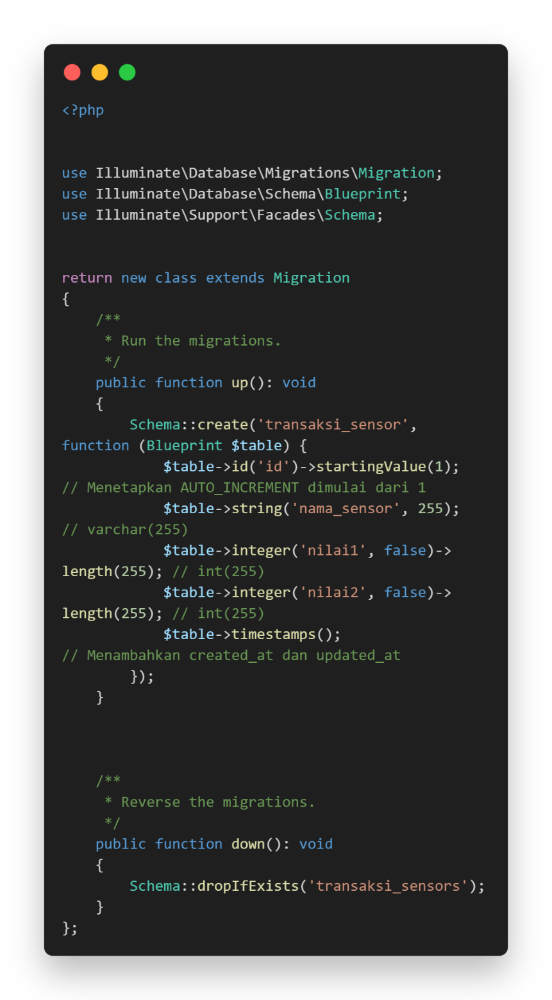 <?php
use Illuminate\Database\Migrations\Migration;
use Illuminate\Database\Schema\Blueprint;
use Illuminate\Support\Facades\Schema;
return new class extends Migration
{
    /**
     * Run the migrations.
     */
    public function up(): void
    {
        Schema::create('transaksi_sensor',
function (Blueprint $table) {
            $table->id('id')->startingValue(1);
// Menetapkan AUTO_INCREMENT dimulai dari 1
            $table->string('nama_sensor', 255);
// varchar(255)
            $table->integer('nilai1', false)->
length(255); // int(255)
            $table->integer('nilai2', false)->
length(255); // int(255)
            $table->timestamps();
// Menambahkan created_at dan updated_at
        });
    }
    /**
     * Reverse the migrations.
     */
    public function down(): void
    {
        Schema::dropIfExists('transaksi_sensors');
    }
};